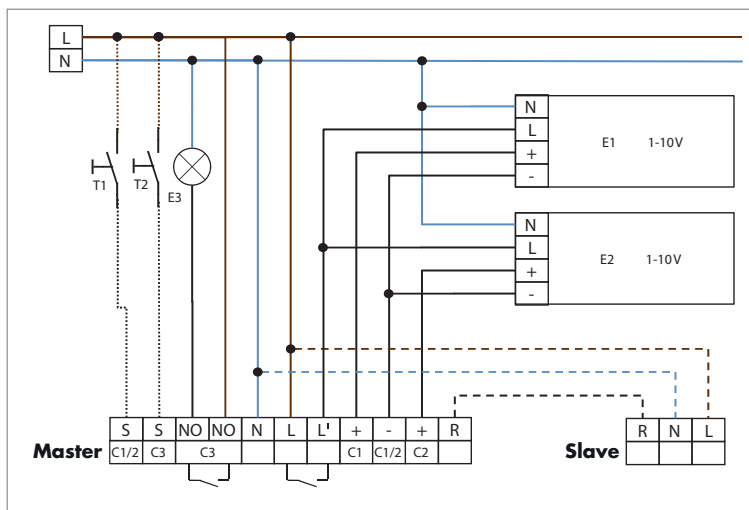 L
N
T1
T2
E3
N
L
+
-
E1 1-10V
N
L
+
-
E2 1-10V
Master
S S NO NO N L L' + - + R
C1/2 C3 C3 C1 C1/2 C2
Slave
R N L